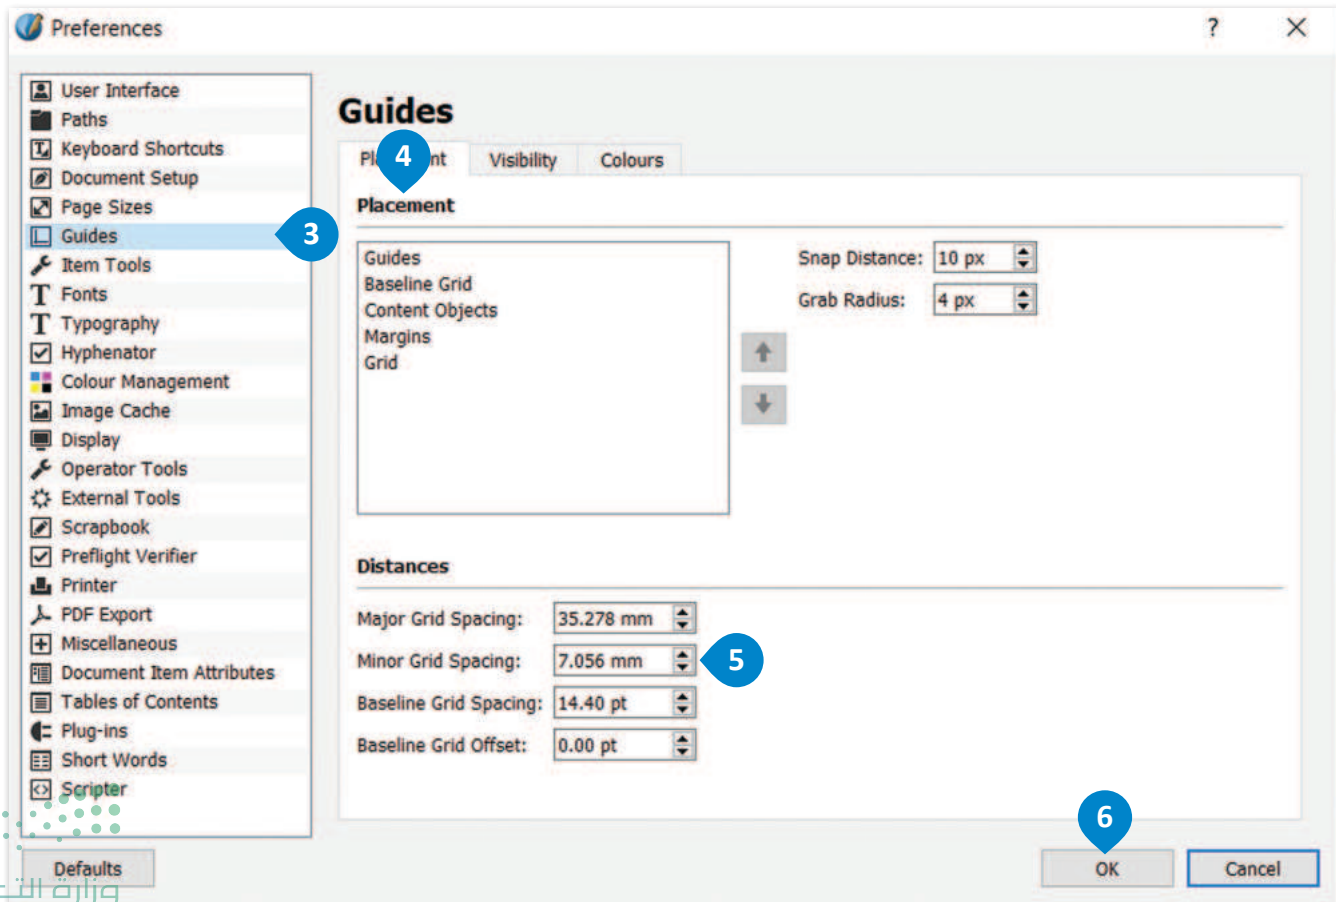 Preferences
?
User Interface
Paths
Keyboard Shortcuts
Document Setup
Page Sizes
Guides
3
Item Tools
Fonts
Typography
Hyphenator
Colour Management
Image Cache
Display
Operator Tools
External Tools
Scrapbook
Preflight Verifier
Printer
PDF Export
Miscellaneous
Document Item Attributes
Tables of Contents
Plug-ins
Short Words
Scripter
Defaults
وزارة
Guides
4
Visibility
Colours
Placement
Guides
Baseline Grid
Content Objects
Margins
Grid
Snap Distance: 10 px
Grab Radius: 4 px
Distances
Major Grid Spacing: 35.278 mm
Minor Grid Spacing: 7.056 mm
5
Baseline Grid Spacing: 14.40 pt
Baseline Grid Offset: 0.00 pt
6
OK
Cancel